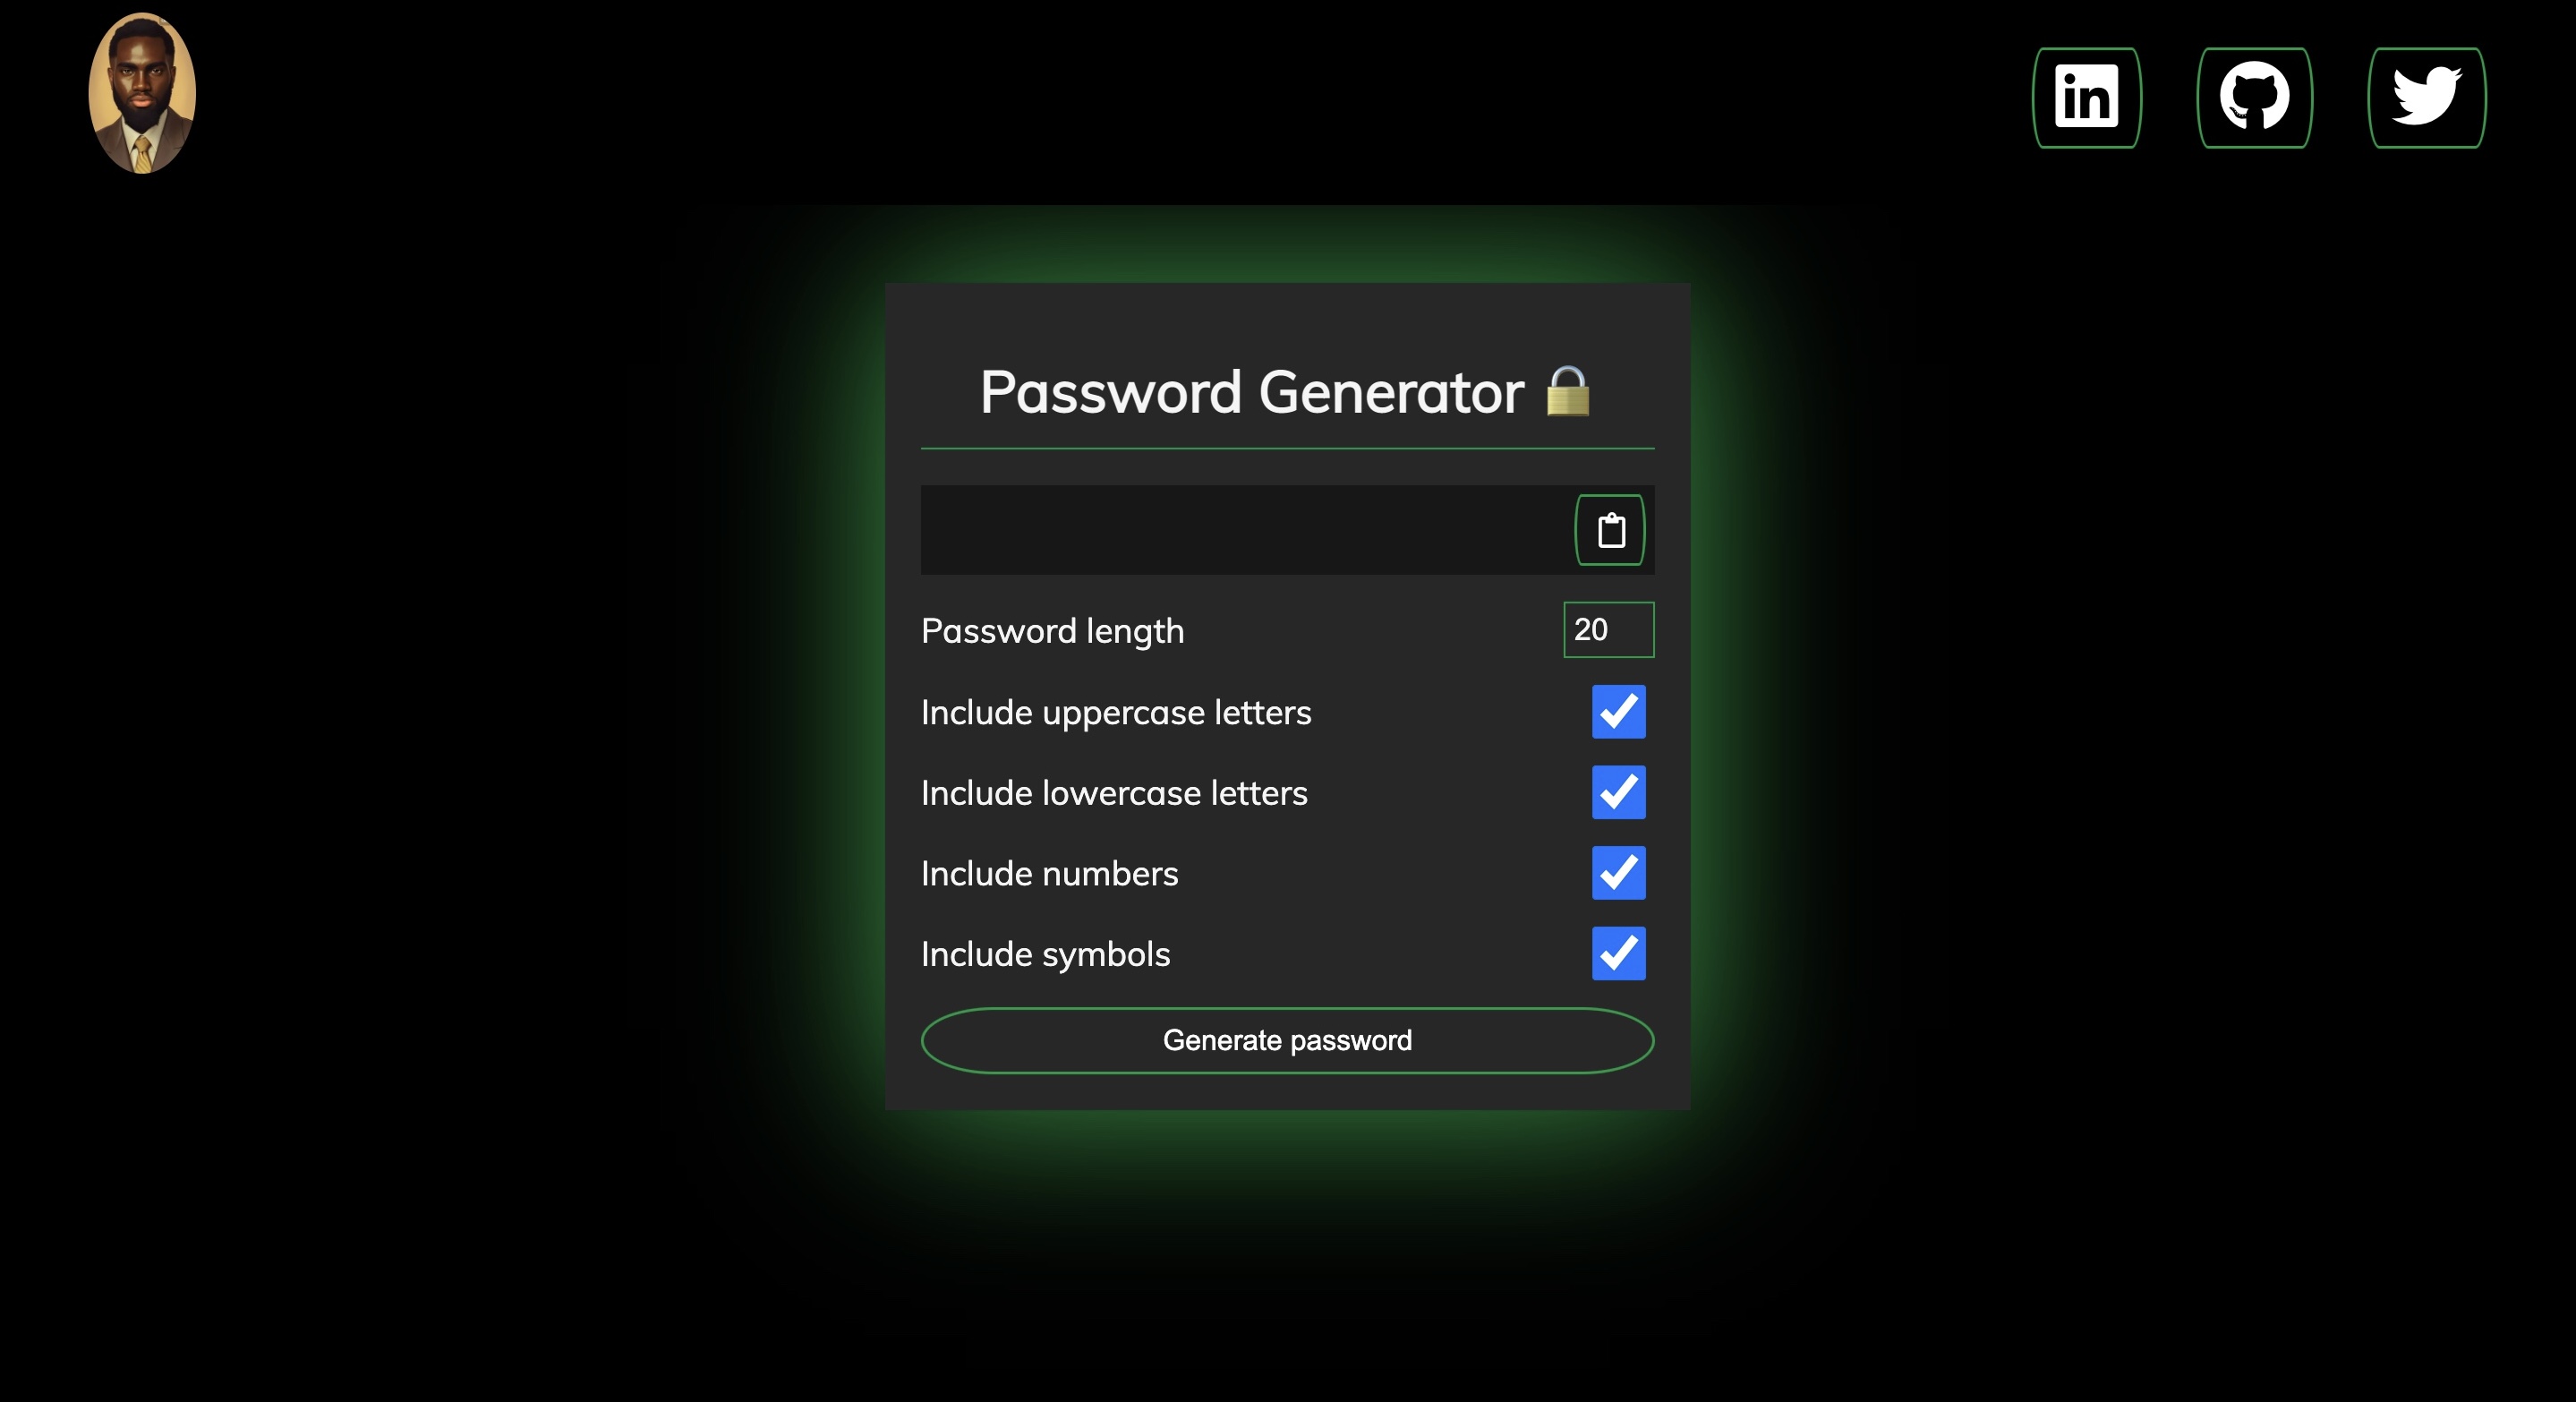 in
Password Generator 🔒
Password length
20
Include uppercase letters
Include lowercase letters
Include numbers
Include symbols
Generate password